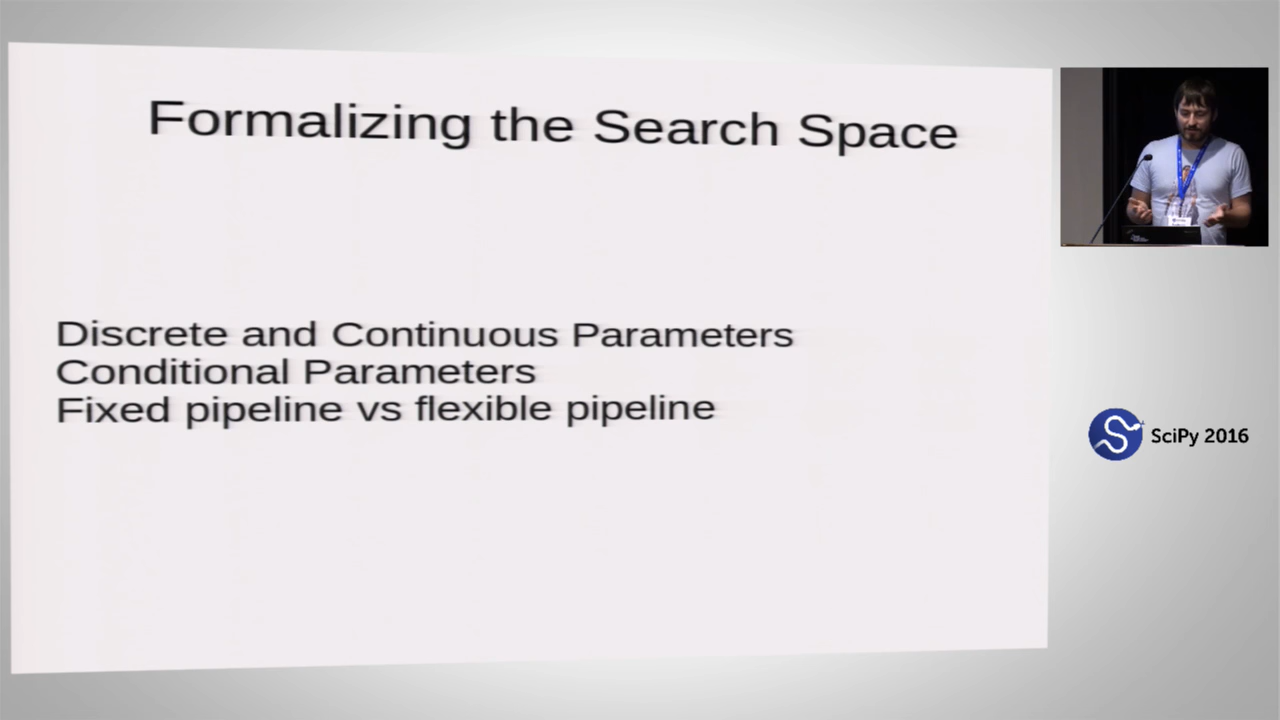 Formalizing the Search Space
Discrete and Continuous Parameters
Conditional Parameters
Fixed pipeline vs flexible pipeline
SciPy 2016